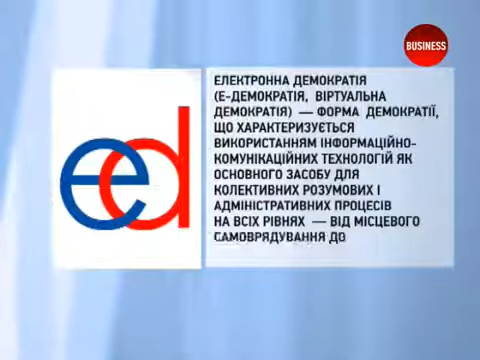 BUSINESS
ЕЛЕКТРОННА ДЕМОКРАТІЯ
(Е-ДЕМОКРАТІЯ, ВІРТУАЛЬНА
ДЕМОКРАТІЯ) — ФОРМА ДЕМОКРАТІЇ,
ЩО ХАРАКТЕРИЗУЄТЬСЯ
ВИКОРИСТАННЯМ ІНФОРМАЦІЙНО-
КОМУНІКАЦІЙНИХ ТЕХНОЛОГІЙ ЯК
ОСНОВНОГО ЗАСОБУ ДЛЯ
КОЛЕКТИВНИХ РОЗУМОВИХ І
АДМІНІСТРАТИВНИХ ПРОЦЕСІВ
НА ВСІХ РІВНЯХ — ВІД МІСЦЕВОГО
САМОВРЯДУВАННЯ ДО
ed